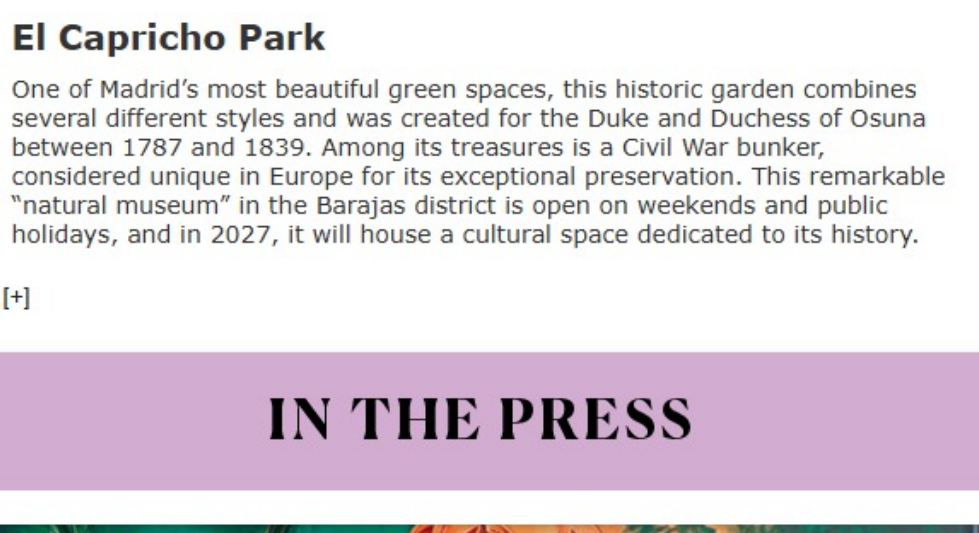 El Capricho Park
One of Madrid’s most beautiful green spaces, this historic garden combines
several different styles and was created for the Duke and Duchess of Osuna
between 1787 and 1839. Among its treasures is a Civil War bunker,
considered unique in Europe for its exceptional preservation. This remarkable
“natural museum” in the Barajas district is open on weekends and public
holidays, and in 2027, it will house a cultural space dedicated to its history.
[+]
IN THE PRESS